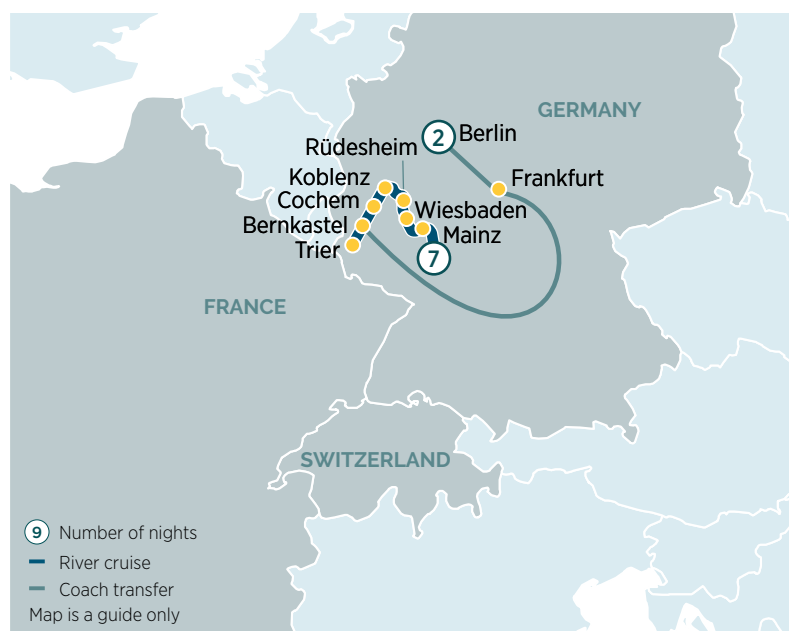 GERMANY
2 Berlin
Rüdesheim
Koblenz
Frankfurt
Cochem
Wiesbaden
Bernkastel
Mainz
Trier
7
FRANCE
SWITZERLAND
9 Number of nights
River cruise
Coach transfer
Map is a guide only